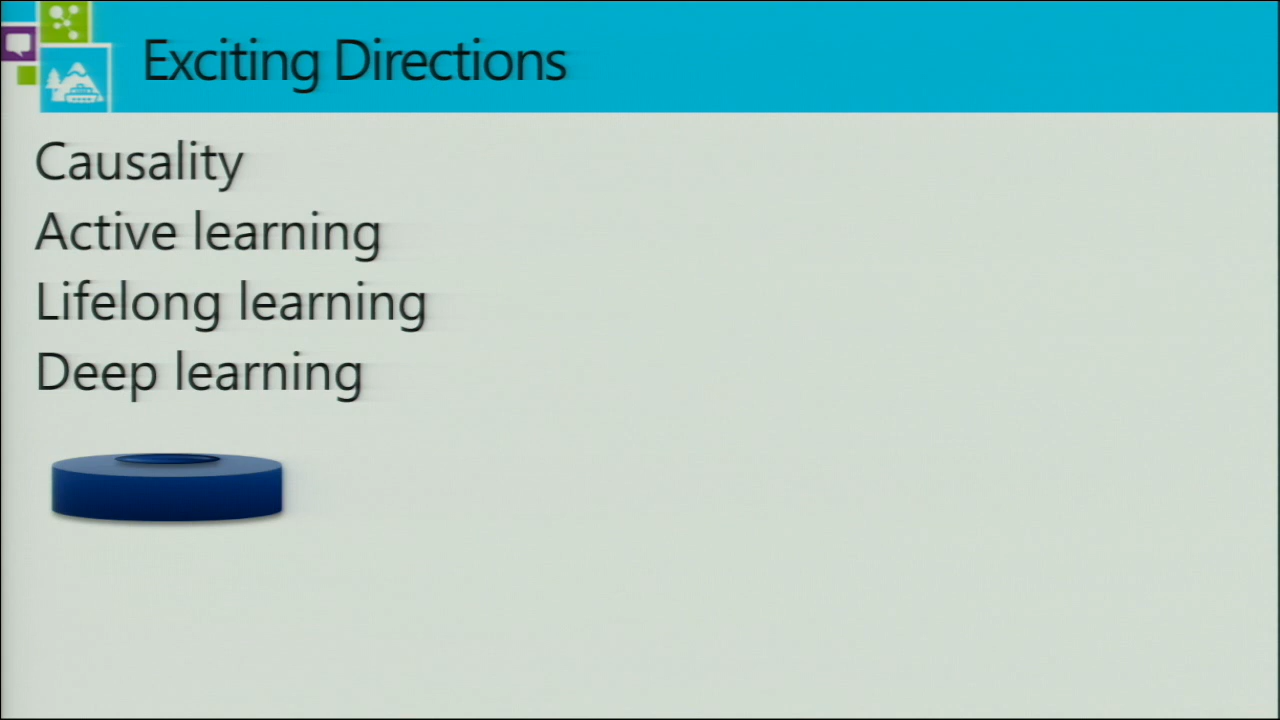 Exciting Directions
Causality
Active learning
Lifelong learning
Deep learning